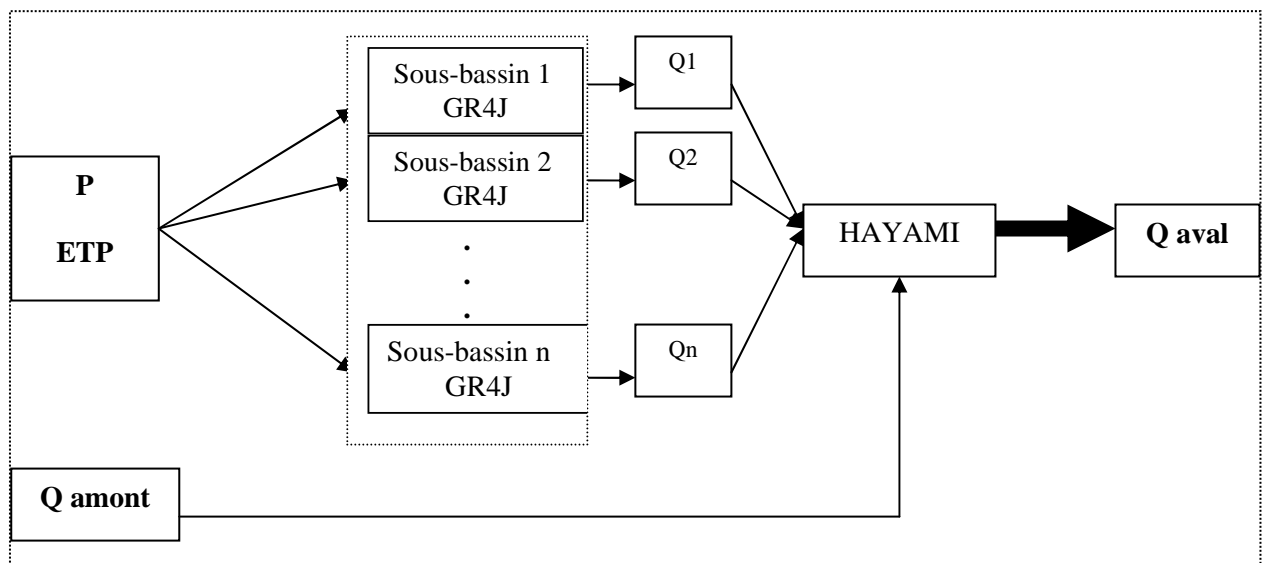 P
ETP
Sous-bassin 1
GR4J
Sous-bassin 2
GR4J
.
.
.
Sous-bassin n
GR4J
Q1
Q2
Qn
HAYAMI
Q aval
Q amont